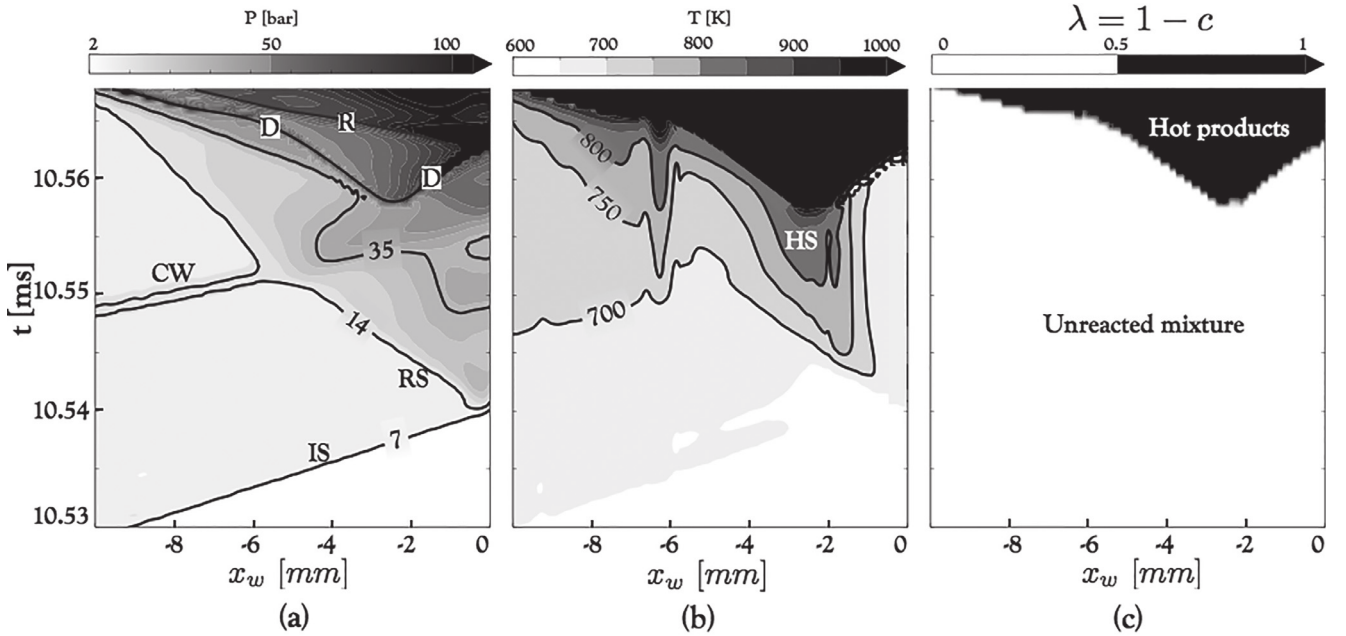 P [bar]
2 50 100
T [K]
600 700 800 900 1000
λ = 1 − c
0 0.5 1
D R
D
10.56
10.55
10.54
10.53
t [ms]
CW
35
14
RS
IS
7
-8 -6 -4 -2 0
x_w [mm]
(a)
800
750
700
HS
-8 -6 -4 -2 0
x_w [mm]
(b)
Hot products
Unreacted mixture
-8 -6 -4 -2 0
x_w [mm]
(c)